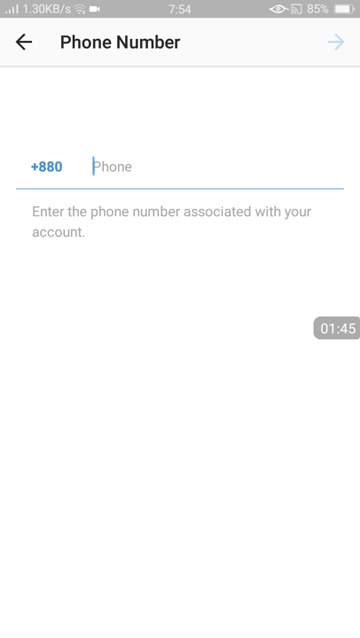 1.30KB/s 7:54 85%
Phone Number
+880 Phone
Enter the phone number associated with your
account.
01:45